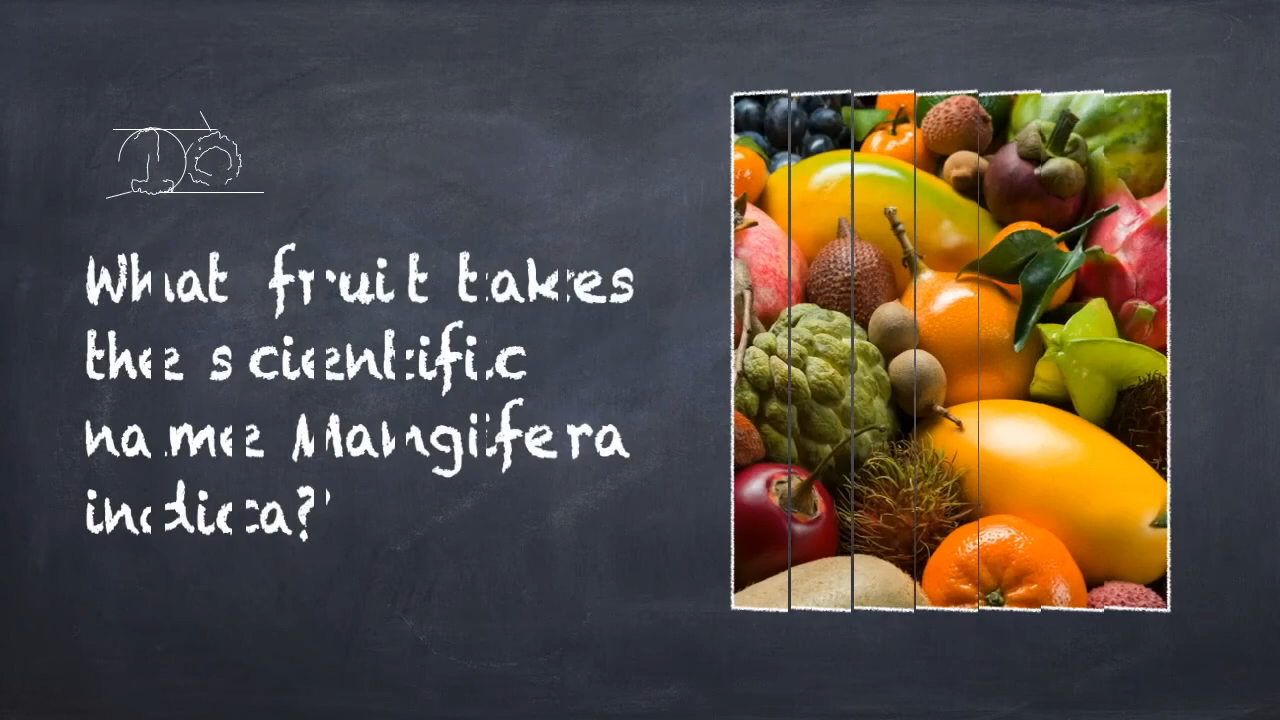 What fruit takes
the scientific
name Mangifera
indica?